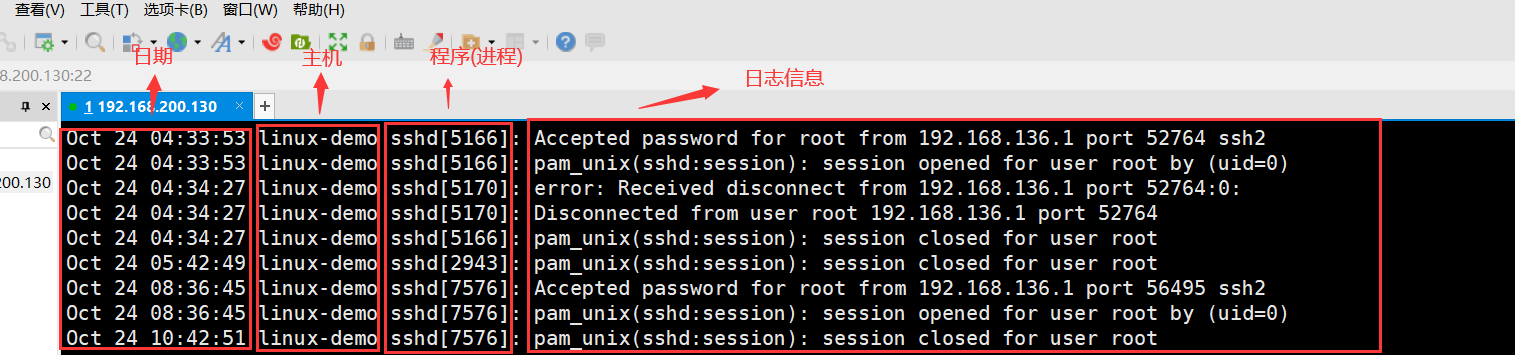 查看(V) 工具(T) 选项卡(B) 窗口(W) 帮助(H)
日期 主机 程序(进程) 日志信息
8.200.130:22
1 192.168.200.130 × +
Oct 24 04:33:53 linux-demo sshd[5166]: Accepted password for root from 192.168.136.1 port 52764 ssh2
Oct 24 04:33:53 linux-demo sshd[5166]: pam_unix(sshd:session): session opened for user root by (uid=0)
200.130 Oct 24 04:34:27 linux-demo sshd[5170]: error: Received disconnect from 192.168.136.1 port 52764:0:
Oct 24 04:34:27 linux-demo sshd[5170]: Disconnected from user root 192.168.136.1 port 52764
Oct 24 04:34:27 linux-demo sshd[5166]: pam_unix(sshd:session): session closed for user root
Oct 24 05:42:49 linux-demo sshd[2943]: pam_unix(sshd:session): session closed for user root
Oct 24 08:36:45 linux-demo sshd[7576]: Accepted password for root from 192.168.136.1 port 56495 ssh2
Oct 24 08:36:45 linux-demo sshd[7576]: pam_unix(sshd:session): session opened for user root by (uid=0)
Oct 24 10:42:51 linux-demo sshd[7576]: pam_unix(sshd:session): session closed for user root